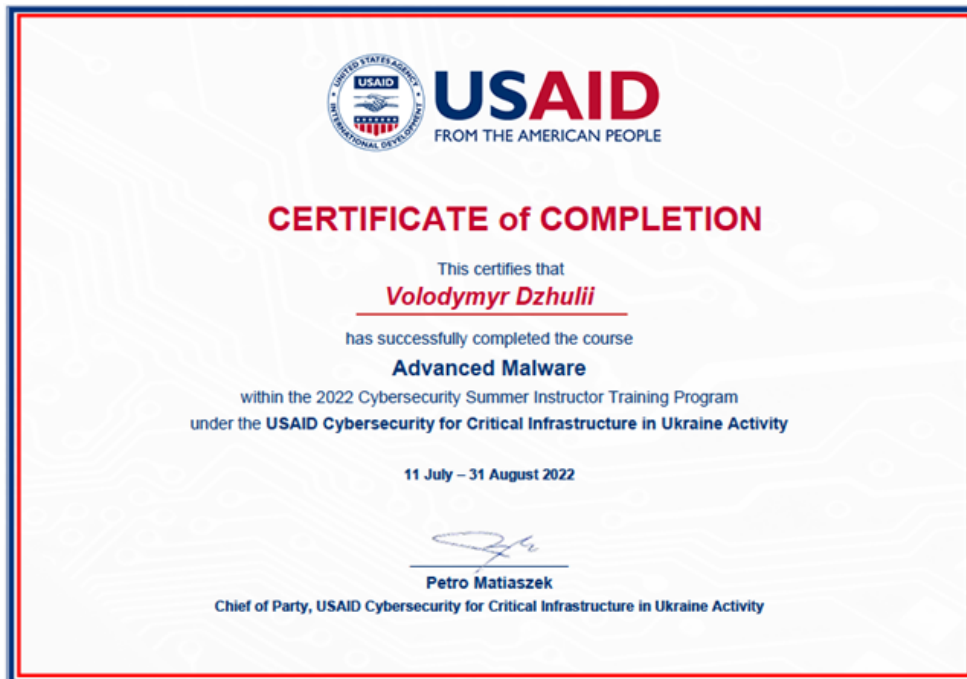 UNITED STATES AGENCY
USAID
INTERNATIONAL DEVELOPMENT
USAID
FROM THE AMERICAN PEOPLE
CERTIFICATE of COMPLETION
This certifies that
Volodymyr Dzhulii
has successfully completed the course
Advanced Malware
within the 2022 Cybersecurity Summer Instructor Training Program
under the USAID Cybersecurity for Critical Infrastructure in Ukraine Activity
11 July – 31 August 2022
Petro Matiaszek
Chief of Party, USAID Cybersecurity for Critical Infrastructure in Ukraine Activity